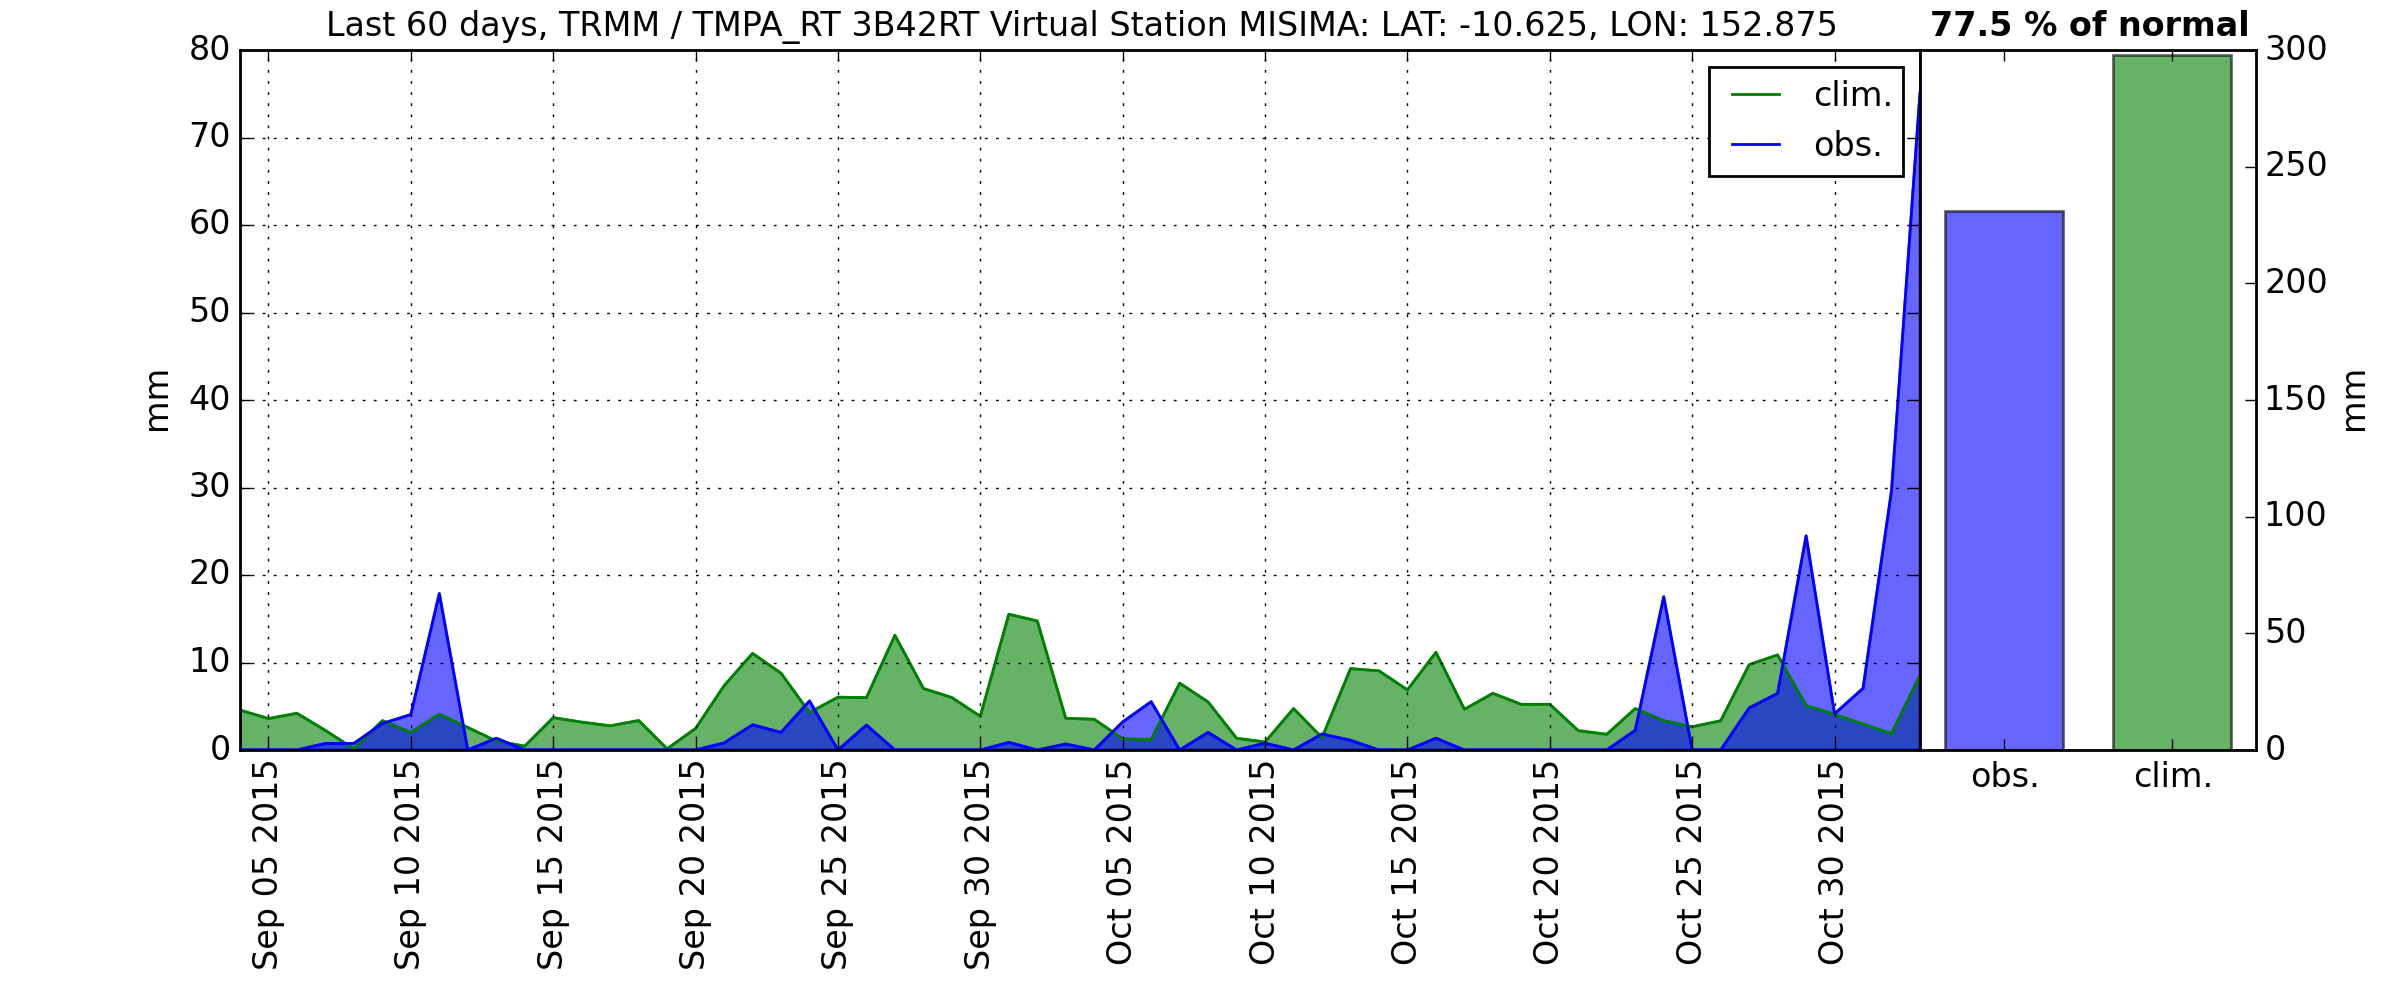 Last 60 days, TRMM / TMPA_RT 3B42RT Virtual Station MISIMA: LAT: -10.625, LON: 152.875
77.5 % of normal
80
70
60
50
40
30
20
10
0
mm
clim.
obs.
300
250
200
150
100
50
0
mm
Sep 05 2015
Sep 10 2015
Sep 15 2015
Sep 20 2015
Sep 25 2015
Sep 30 2015
Oct 05 2015
Oct 10 2015
Oct 15 2015
Oct 20 2015
Oct 25 2015
Oct 30 2015
obs.
clim.